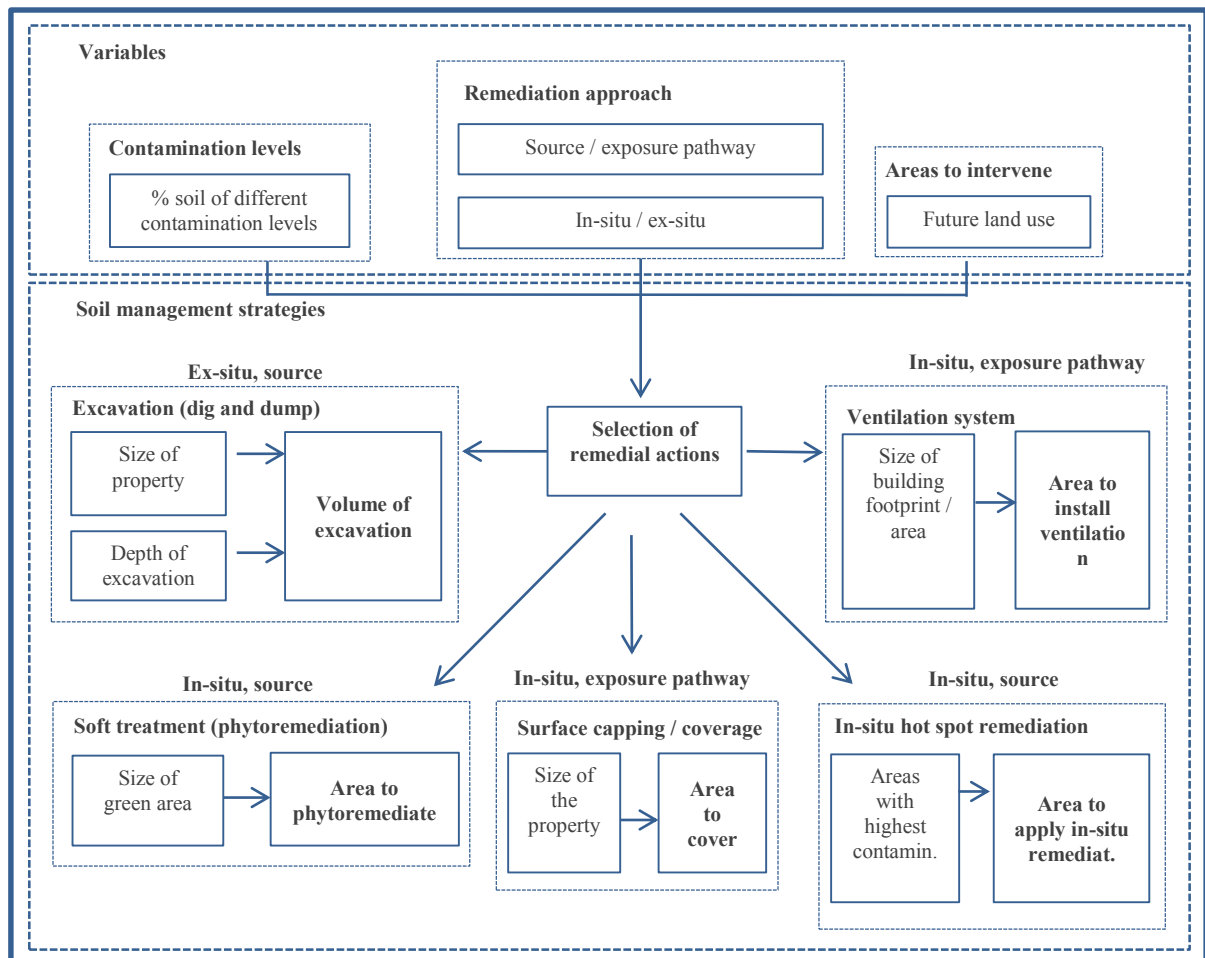 Variables
Remediation approach
Source / exposure pathway
In-situ / ex-situ
Contamination levels
% soil of different
contamination levels
Areas to intervene
Future land use
Soil management strategies
Ex-situ, source
Excavation (dig and dump)
Size of
property
Depth of
excavation
Volume of
excavation
Selection of
remedial actions
In-situ, exposure pathway
Ventilation system
Size of
building
footprint /
area
Area to
install
ventilatio
n
In-situ, source
Soft treatment (phytoremediation)
Size of
green area
Area to
phytoremediate
In-situ, exposure pathway
Surface capping / coverage
Size of
the
property
Area
to
cover
In-situ, source
In-situ hot spot remediation
Areas
with
highest
contamin.
Area to
apply in-situ
remediat.